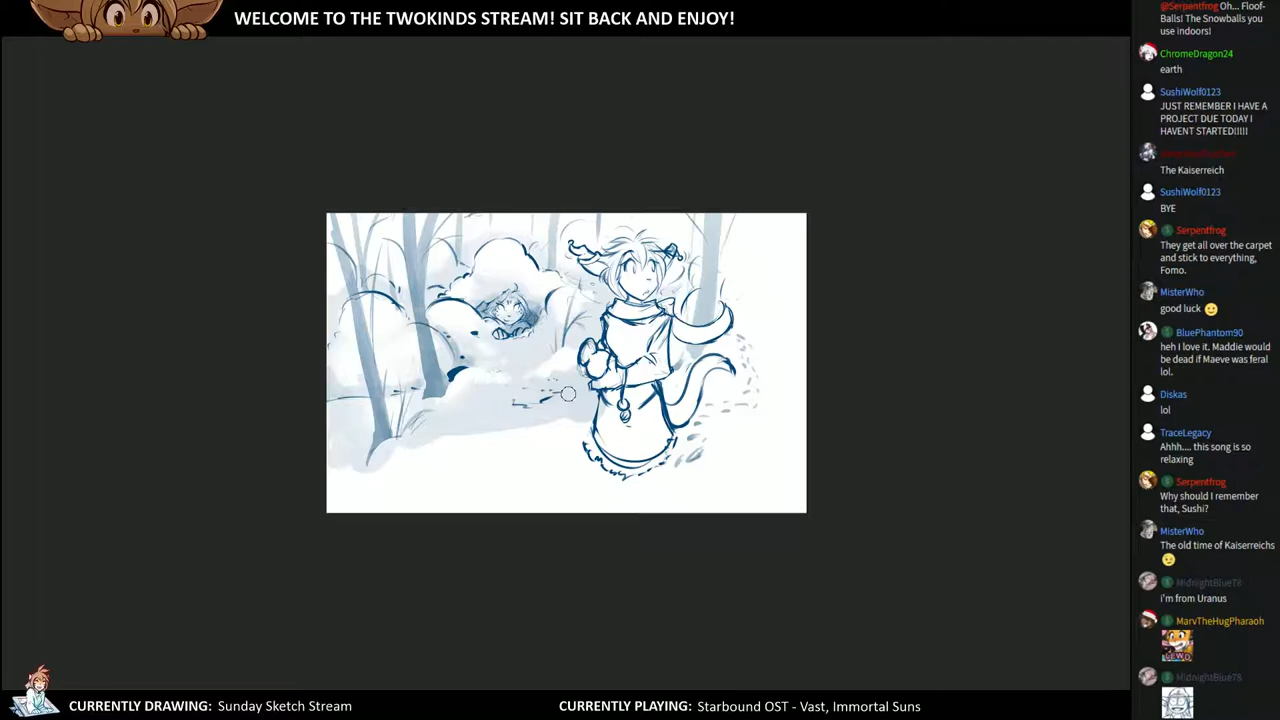 WELCOME TO THE TWOKINDS STREAM! SIT BACK AND ENJOY!
@Serpentfrog Oh... Floof-
Balls! The Snowballs you
use indoors!
ChromeDragon24
earth
SushiWolf0123
JUST REMEMBER I HAVE A
PROJECT DUE TODAY I
HAVENT STARTED!!!!!
The Kaiserreich
SushiWolf0123
BYE
Serpentfrog
They get all over the carpet
and stick to everything,
Fomo.
MisterWho
good luck
BluePhantom90
heh I love it. Maddie would
be dead if Maeve was feral
lol.
Diskas
lol
TraceLegacy
Ahhh.... this song is so
relaxing
Serpentfrog
Why should I remember
that, Sushi?
MisterWho
The old time of Kaiserreichs
MidnightBlue78
i'm from Uranus
MarvTheHugPharaoh
LEWD
MidnightBlue78
CURRENTLY DRAWING: Sunday Sketch Stream
CURRENTLY PLAYING: Starbound OST - Vast, Immortal Suns